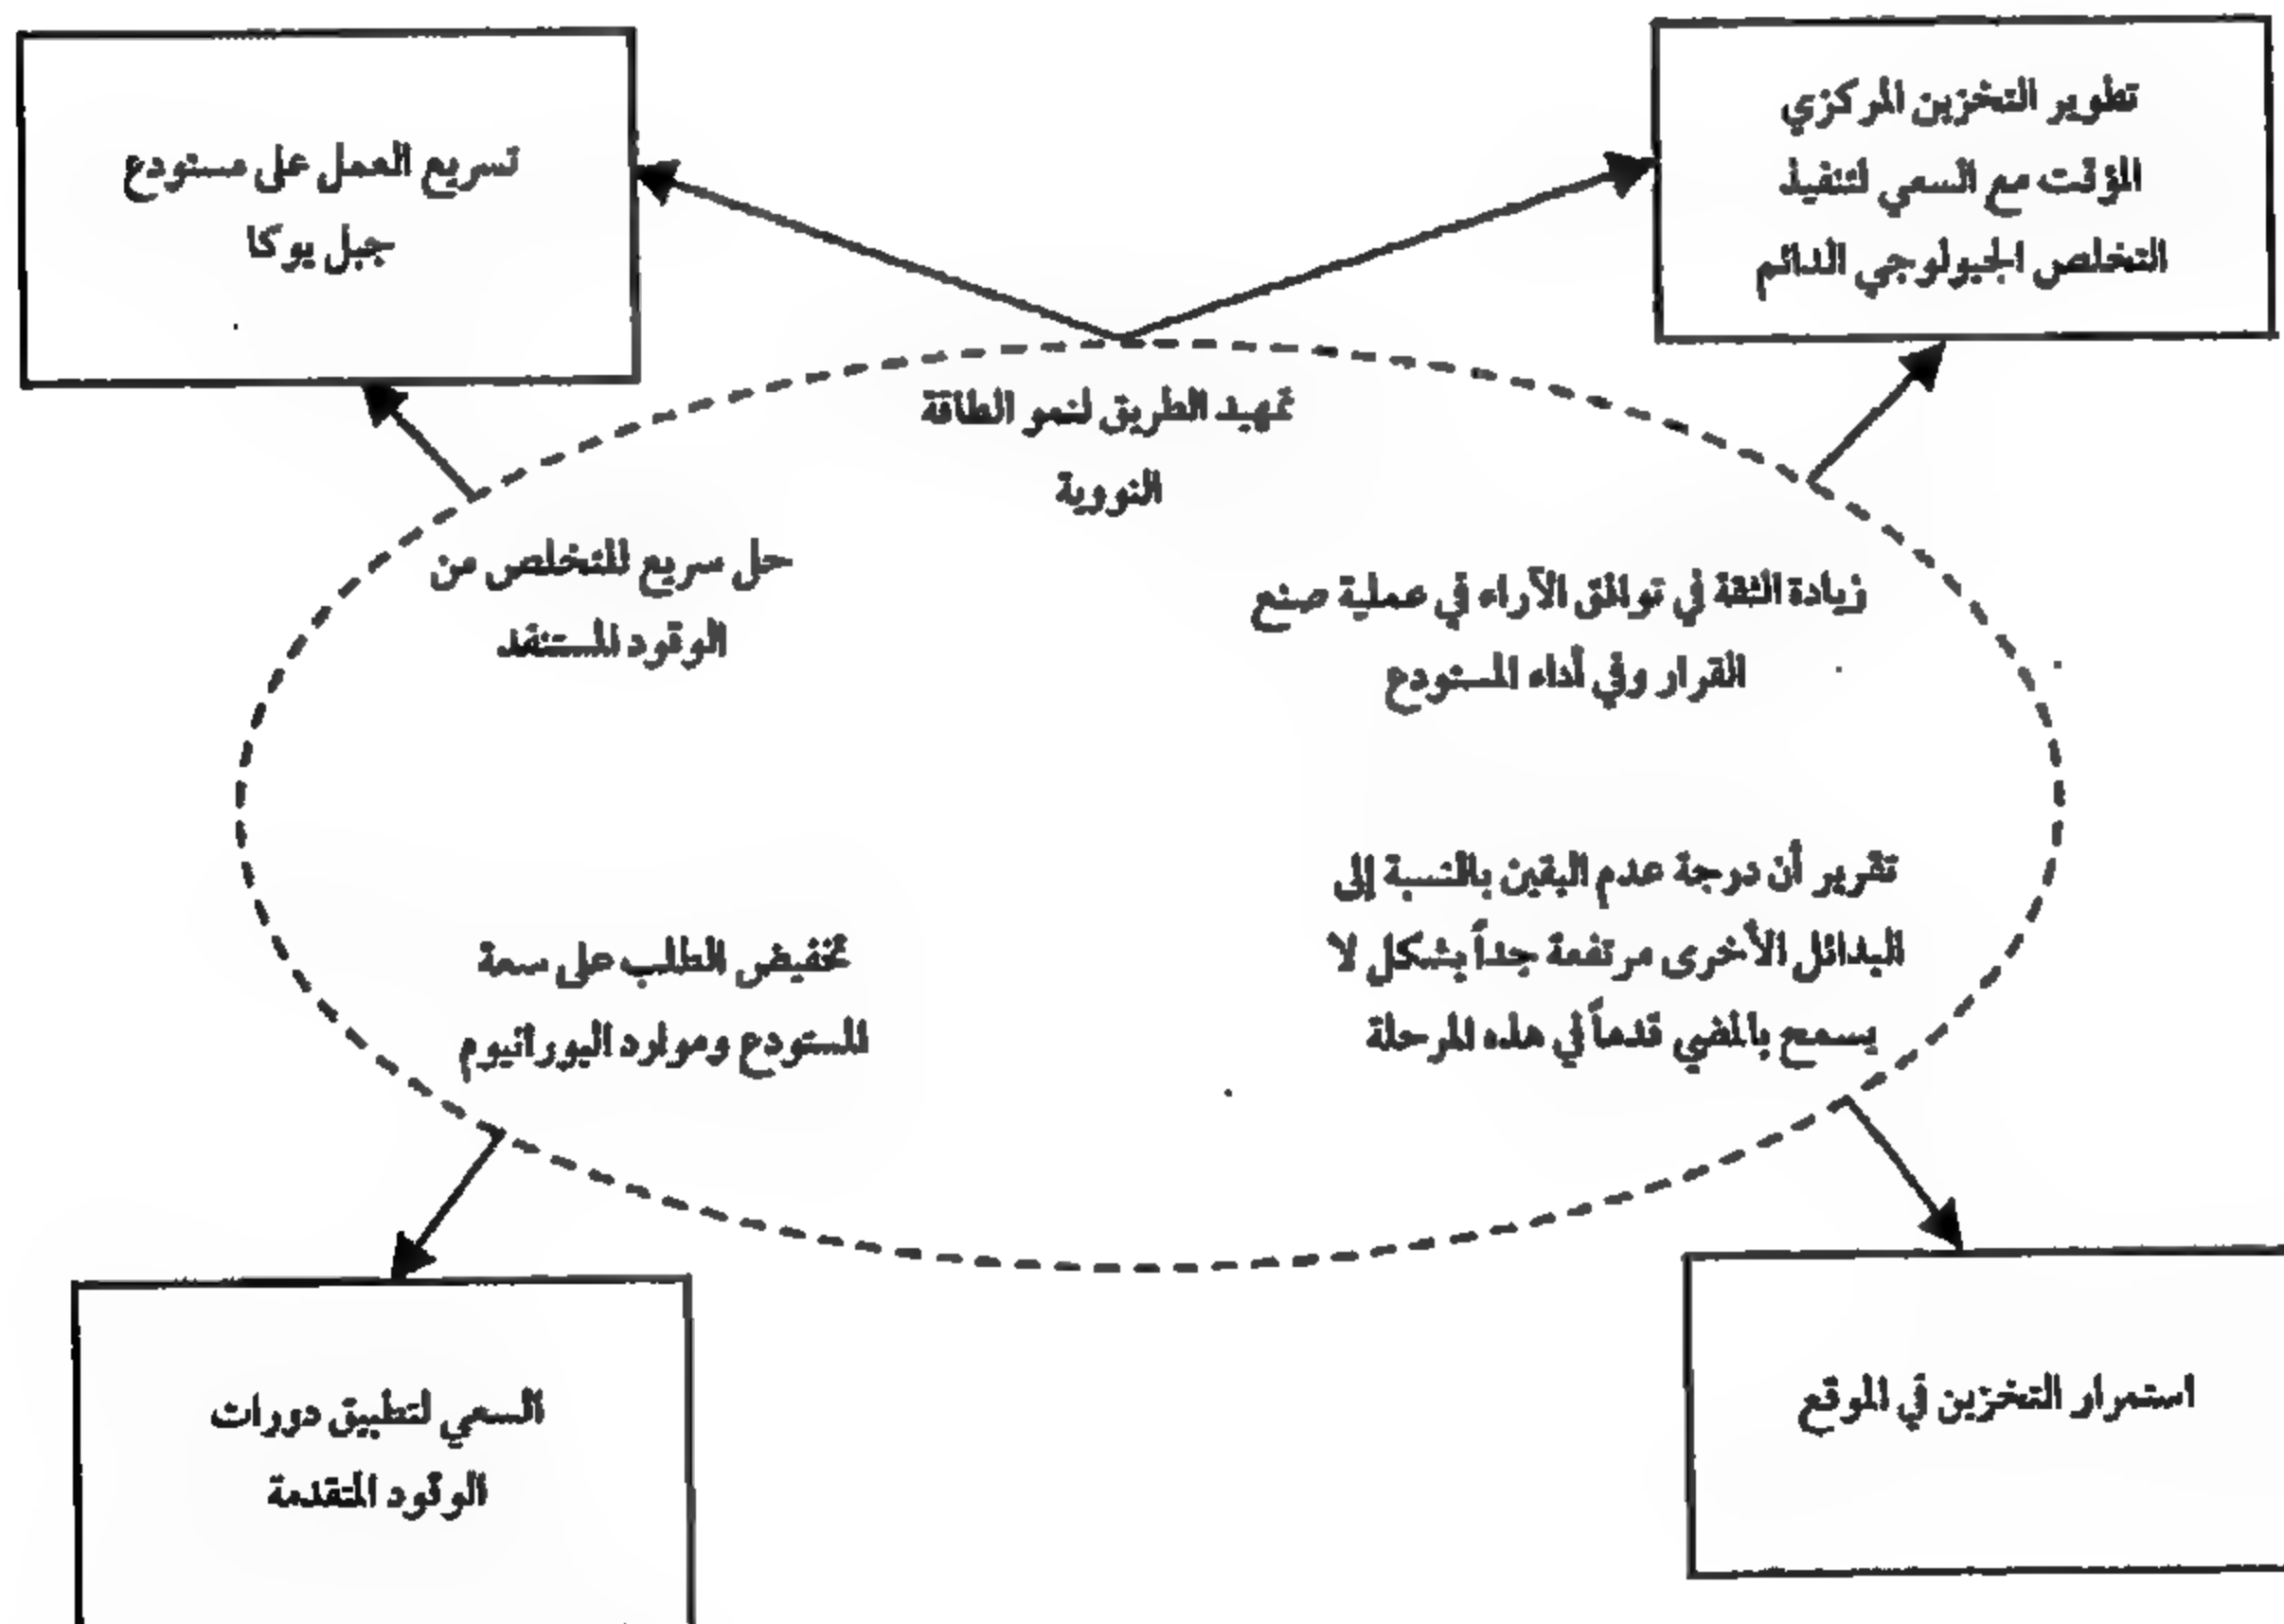 تطوير التخزين المركزي
المؤقت مع السعي لتنفيذ
التخلص الجيولوجي الدائم
تسريع العمل على مستودع
جبل يوكا
تمهيد الطريق لنمو الطاقة
النووية
زيادة الثقة في توافق الآراء في عملية صنع
القرار وفي أداء المستودع
حل سريع للتخلص من
الوقود المستنفد
تقرير أن درجة عدم اليقين بالنسبة إلى
البدائل الأخرى مرتفعة جداً بشكل لا
يسمح بالمضي قدماً في هذه المرحلة
تخفيض الطلب على سعة
المستودع وموارد اليورانيوم
استمرار التخزين في الموقع
السعي لتطبيق دورات
الوقود المتقدمة